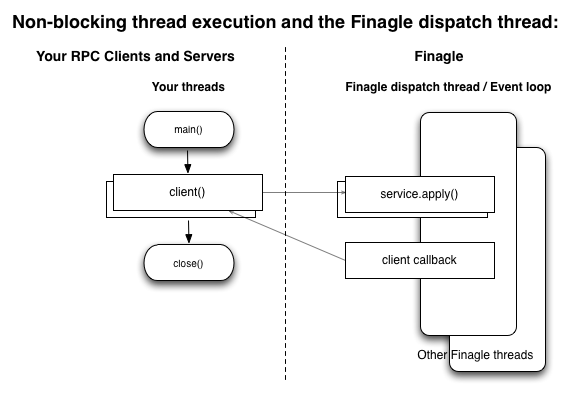 Non-blocking thread execution and the Finagle dispatch thread:
Your RPC Clients and Servers
Finagle
Your threads
Finagle dispatch thread / Event loop
main()
client()
service.apply()
client callback
close()
Other Finagle threads